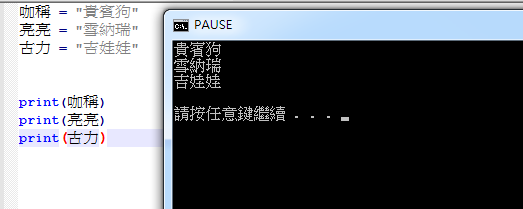 咖稱 = "貴賓狗"
亮亮 = "雪納瑞"
古力 = "吉娃娃"
print(咖稱)
print(亮亮)
print(古力)
PAUSE
貴賓狗
雪納瑞
吉娃娃
請按任意鍵繼續 . . .